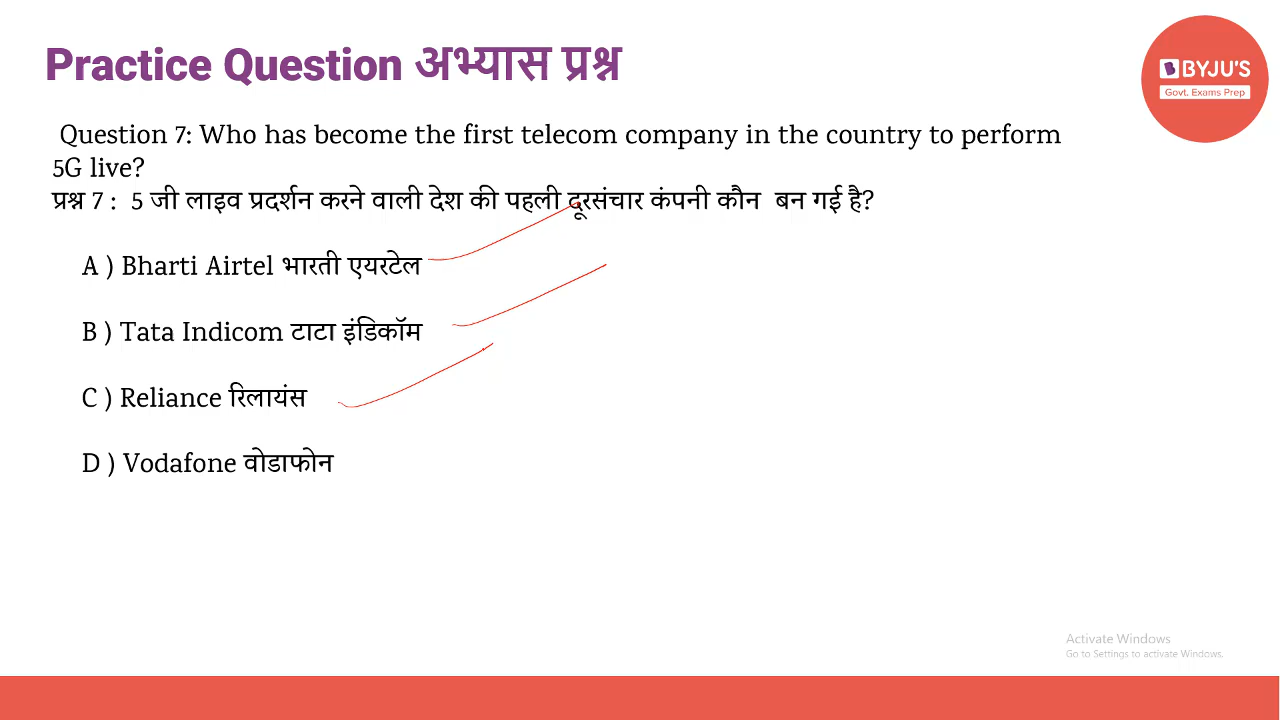 Practice Question अभ्यास प्रश्न
BYJU'S
Govt. Exams Prep
Question 7: Who has become the first telecom company in the country to perform
5G live?
प्रश्न 7 : 5 जी लाइव प्रदर्शन करने वाली देश की पहली दूरसंचार कंपनी कौन बन गई है?
A ) Bharti Airtel भारती एयरटेल
B ) Tata Indicom टाटा इंडिकॉम
C ) Reliance रिलायंस
D ) Vodafone वोडाफोन
Activate Windows
Go to Settings to activate Windows.